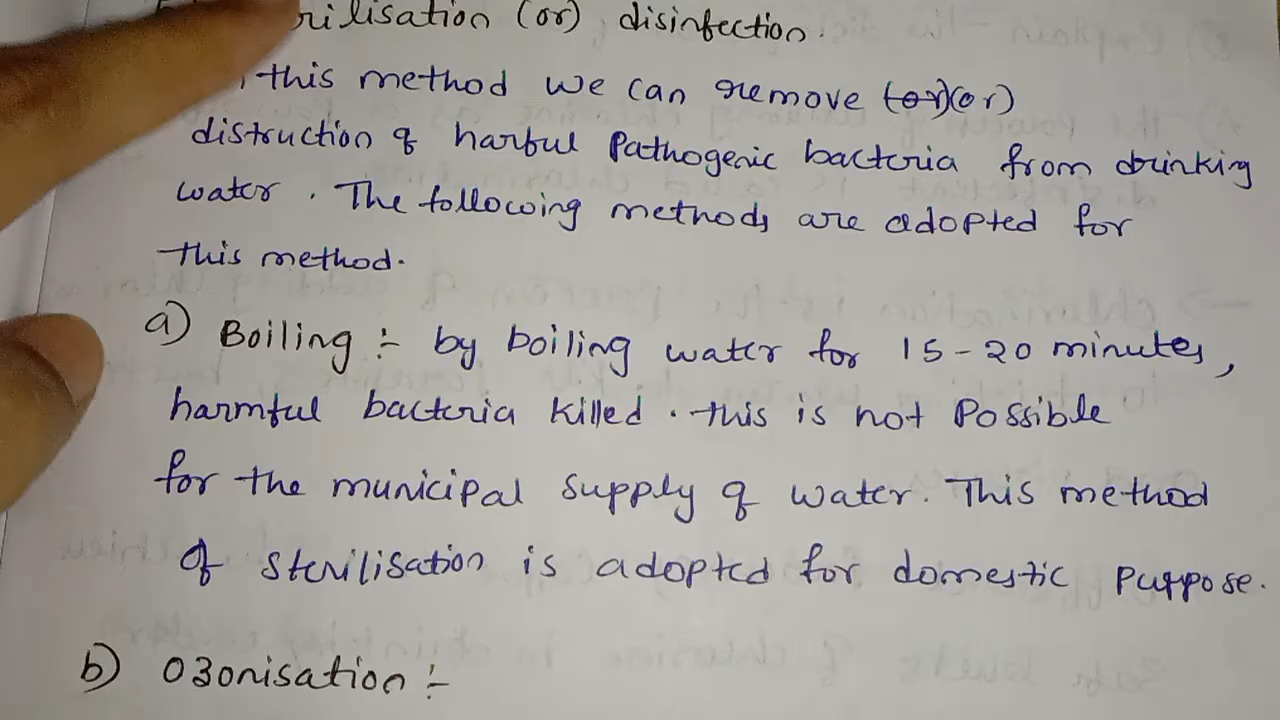 rilisation (or) disinfection.
this method we can remove (or)(or)
distruction of harful Pathogenic bacteria from drinking
water. The following methods are adopted for
this method.
a) Boiling :- by boiling water for 15-20 minutes,
harmful bacteria killed. this is not Possible
for the municipal supply of water. This method
of sterilisation is adopted for domestic purpose.
b) Ozonisation :-